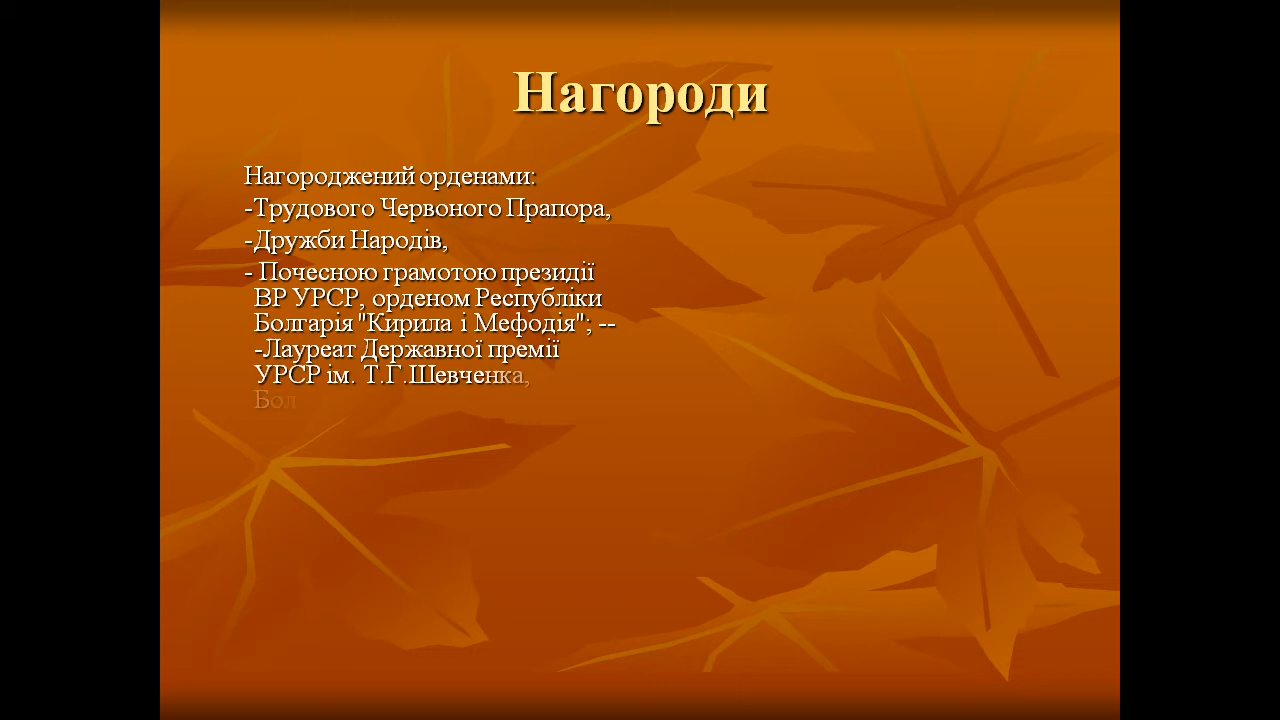 Нагороди
Нагороджений орденами:
-Трудового Червоного Прапора,
-Дружби Народів,
- Почесною грамотою президії
ВР УРСР, орденом Республіки
Болгарія "Кирила і Мефодія"; --
-Лауреат Державної премії
УРСР ім. Т.Г.Шевченка,
Бол